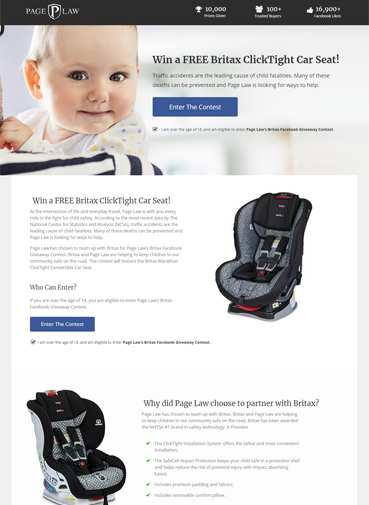 PAGE P LAW
10,000
Prizes Given
100+
Trusted Buyers
16,900+
Facebook Likes
Win a FREE Britax ClickTight Car Seat!
Traffic accidents are the leading cause of child fatalities. Many of these
deaths can be prevented and Page Law is looking for ways to help.
Enter The Contest
I am over the age of 18, and am eligible to enter Page Law's Britax Facebook Giveaway Contest.
Win a FREE Britax ClickTight Car Seat!
At the intersection of life and everyday travel, Page Law is with you every
mile in the fight for child safety. According to the most recent data by The
National Center for Statistics and Analysis (NCSA), traffic accidents are the
leading cause of child fatalities. Many of these deaths can be prevented and
Page Law is looking for ways to help.
Page Law has chosen to team up with Britax for Page Law's Britax Facebook
Giveaway Contest. Britax and Page Law are helping to keep children in our
community safe on the road. The contest will feature the Britax Marathon
ClickTight Convertible Car Seat.
Who Can Enter?
If you are over the age of 18, you are eligible to enter Page Law's Britax
Facebook Giveaway Contest.
Enter The Contest
I am over the age of 18, and am eligible to enter Page Law's Britax Facebook Giveaway Contest.
Why did Page Law choose to partner with Britax?
Page Law has chosen to team up with Britax. Britax and Page Law are helping
to keep children in our community safe on the road. Britax has been awarded
the NHTSA #1 brand in safety technology. It Provides
The ClickTight Installation System offers the safest and most convenient
installation;
The SafeCell Impact Protection keeps your child safe in a protective shell
and helps reduce the risk of potential injury with impact absorbing
bases;
Includes premium padding and fabrics;
Includes removable comfort pillow.